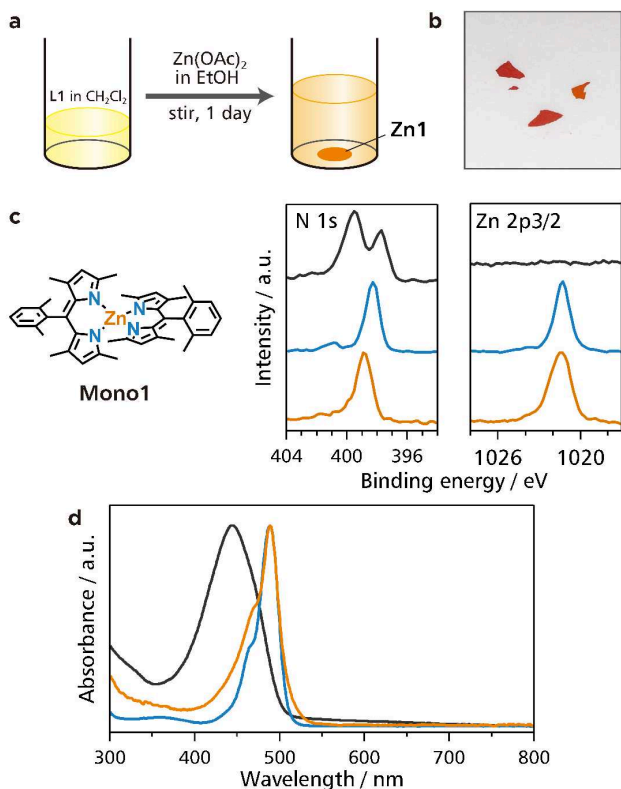 a
L1 in CH₂Cl₂
Zn(OAc)₂
in EtOH
stir, 1 day
Zn1
b
c
N
N
Zn
N
N
Mono1
Intensity / a.u.
N 1s
Zn 2p3/2
404 400 396
1026 1020
Binding energy / eV
d
Absorbance / a.u.
300 400 500 600 700 800
Wavelength / nm